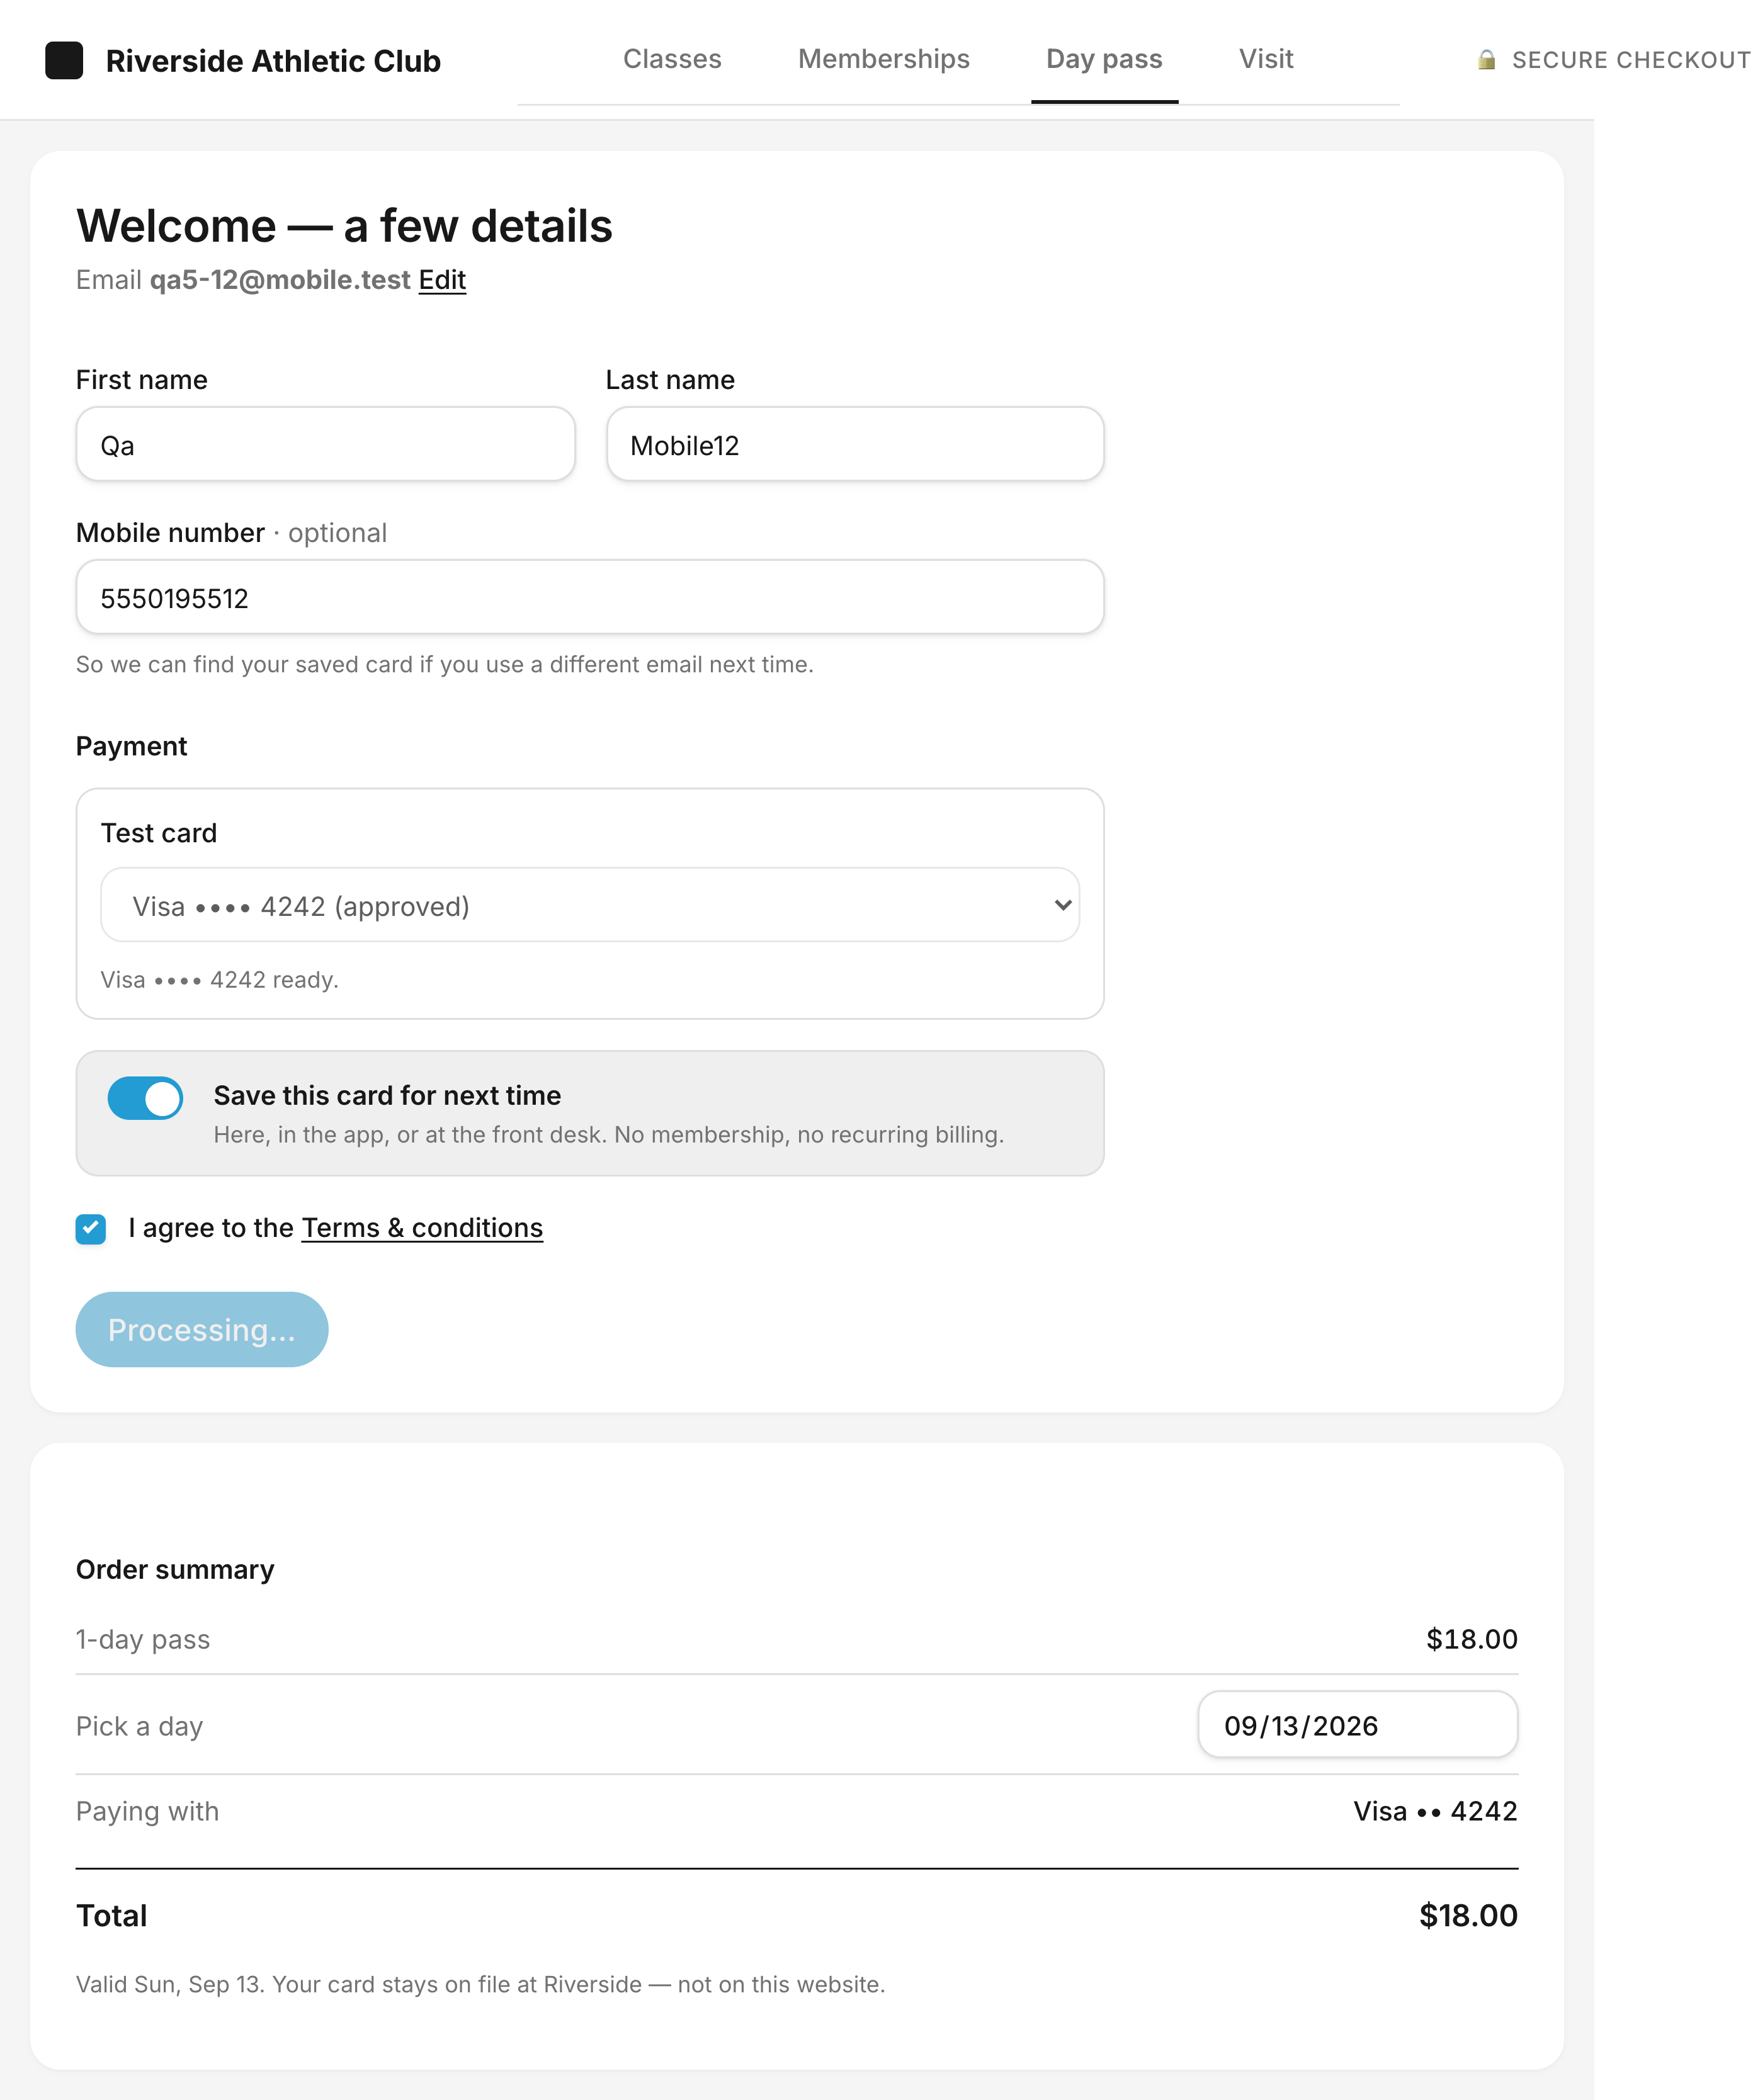 Riverside Athletic Club
Classes
Memberships
Day pass
Visit
SECURE CHECKOUT
Welcome — a few details
Email qa5-12@mobile.test Edit
First name
Last name
Qa
Mobile12
Mobile number · optional
5550195512
So we can find your saved card if you use a different email next time.
Payment
Test card
Visa •••• 4242 (approved)
Visa •••• 4242 ready.
Save this card for next time
Here, in the app, or at the front desk. No membership, no recurring billing.
I agree to the Terms & conditions
Processing...
Order summary
1-day pass
$18.00
Pick a day
09/13/2026
Paying with
Visa •• 4242
Total
$18.00
Valid Sun, Sep 13. Your card stays on file at Riverside — not on this website.